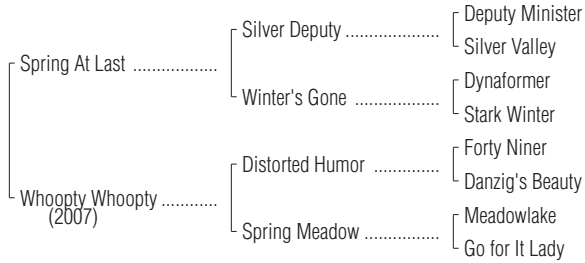 Deputy Minister
Silver Deputy ....................
Silver Valley
Spring At Last ..................
Dynaformer
Winter's Gone ..................
Stark Winter
Forty Niner
Distorted Humor ..............
Danzig's Beauty
Whoopty Whoopty ............
(2007)
Meadowlake
Spring Meadow ................
Go for It Lady